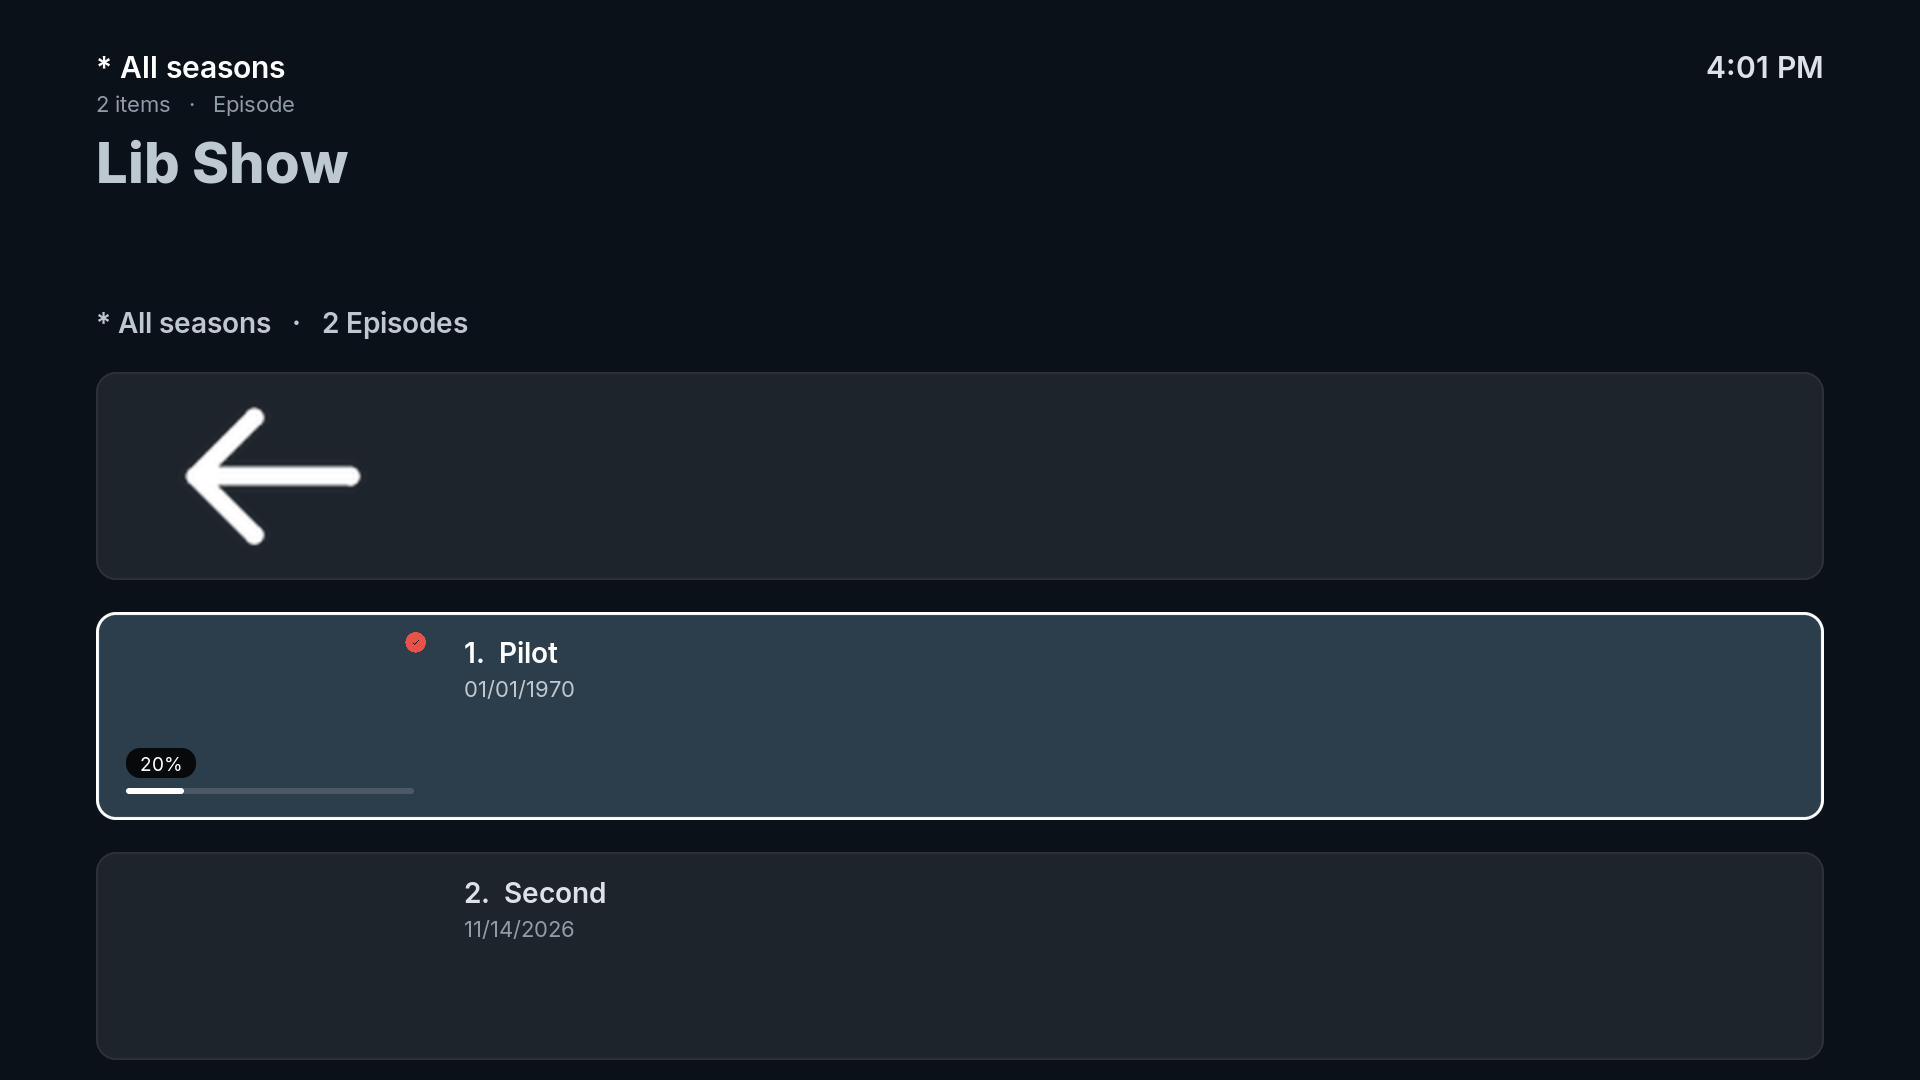 * All seasons
4:01 PM
2 items · Episode
Lib Show
* All seasons · 2 Episodes
1. Pilot
01/01/1970
20%
2. Second
11/14/2026